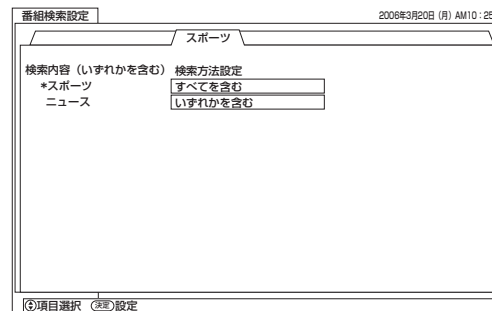 番組検索設定 2006年3月20日（月）AM10：25
スポーツ
検索内容（いずれかを含む） 検索方法設定
*スポーツ すべてを含む
ニュース いずれかを含む
項目選択 決定 設定